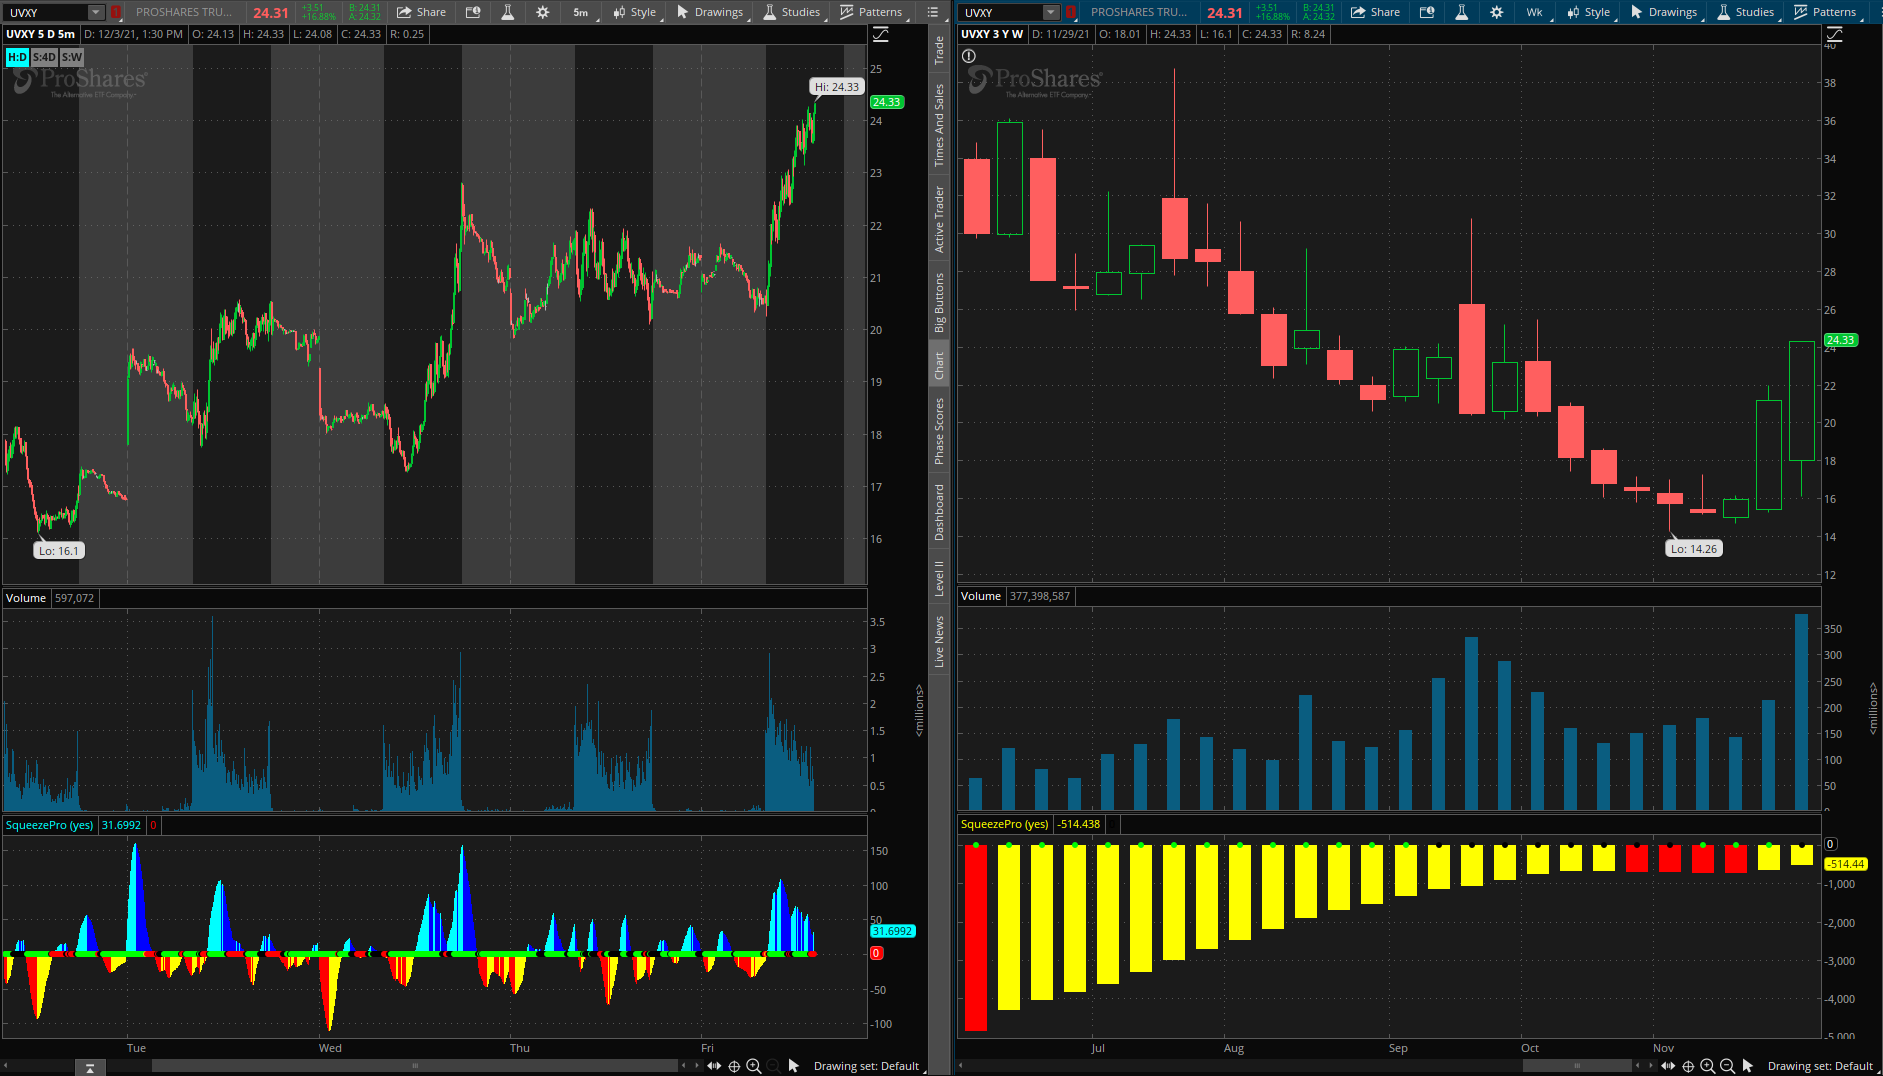 UVXY PROSHARES TRU... 24.31 +3.51 +16.88% B: 24.31 A: 24.32 Share 5m Style Drawings Studies Patterns
UVXY 5 D 5m D: 12/3/21, 1:30 PM O: 24.13 H: 24.33 L: 24.08 C: 24.33 R: 0.25
H:D S:4D S:W
ProShares
The Alternative ETF Company
Hi: 24.33
24.33
25
24
23
22
21
20
19
18
17
16
Lo: 16.1
Volume 597,072
3.5
3
2.5
2
1.5
1
0.5
0
<millions>
SqueezePro (yes) 31.6992 0
150
100
50
31.6992
0
-50
-100
Tue Wed Thu Fri
Drawing set: Default
Trade
Times And Sales
Active Trader
Big Buttons
Chart
Phase Scores
Dashboard
Level II
Live News
UVXY PROSHARES TRU... 24.31 +3.51 +16.88% B: 24.31 A: 24.32 Share Wk Style Drawings Studies Patterns
UVXY 3 Y W D: 11/29/21 O: 18.01 H: 24.33 L: 16.1 C: 24.33 R: 8.24
ProShares
The Alternative ETF Company
40
38
36
34
32
30
28
26
24.33
24
22
20
18
16
14
12
Lo: 14.26
Volume 377,398,587
350
300
250
200
150
100
50
0
<millions>
SqueezePro (yes) -514.438
0
-514.44
-1,000
-2,000
-3,000
-4,000
-5,000
Jul Aug Sep Oct Nov
Drawing set: Default